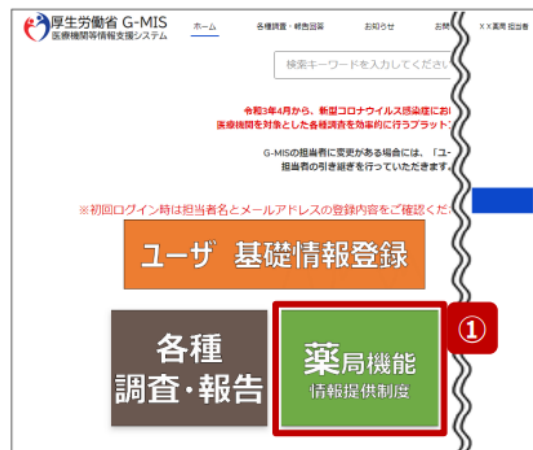 厚生労働省 G-MIS
医療機関等情報支援システム
ホーム 各種調査・報告回答 お知らせ お問 ××薬局 担当者
検索キーワードを入力してください
令和3年4月から、新型コロナウイルス感染症にお
医療機関を対象とした各種調査を効率的に行うプラット
G-MISの担当者に変更がある場合には、「ユー
担当者の引き継ぎを行っていただきます。
※初回ログイン時は担当者名とメールアドレスの登録内容をご確認くだ
ユーザ 基礎情報登録
各種
調査・報告
薬局機能
情報提供制度
①